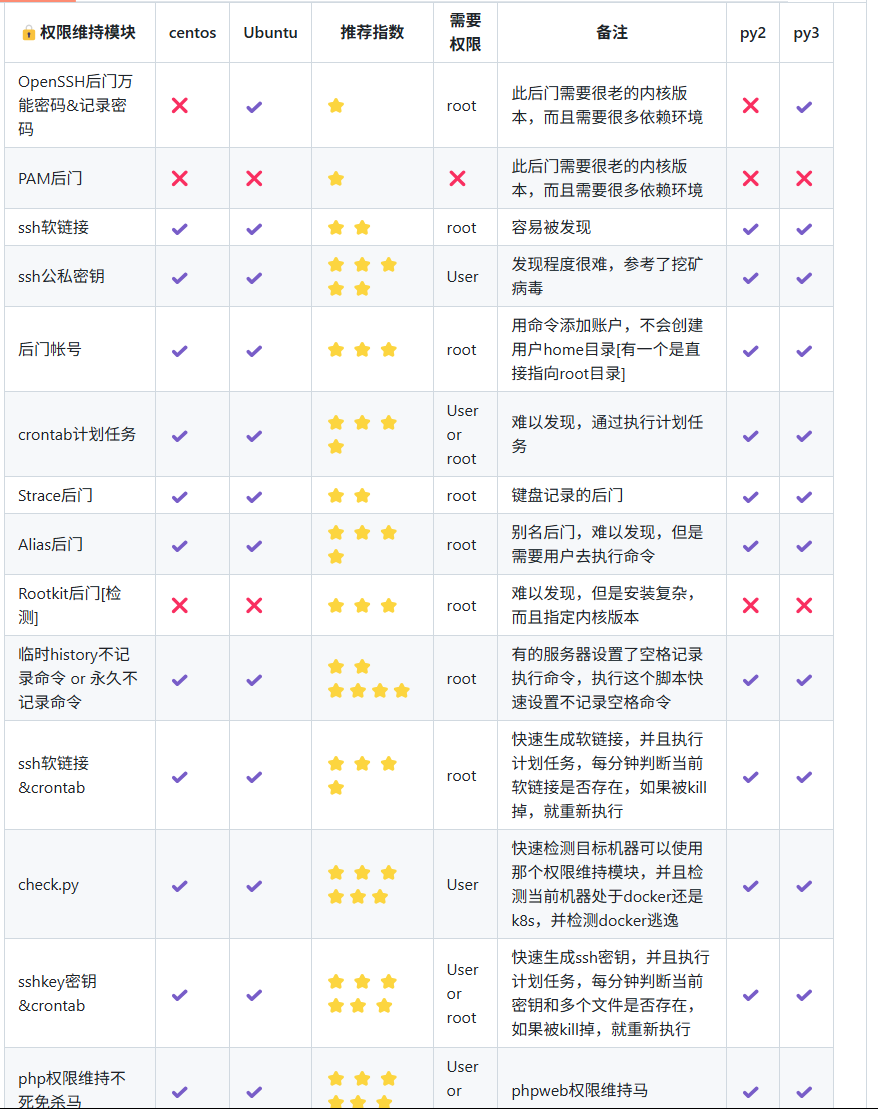 🔒权限维持模块 centos Ubuntu 推荐指数 需要
权限 备注 py2 py3
OpenSSH后门万
能密码&记录密
码
root
此后门需要很老的内核版
本，而且需要很多依赖环境
PAM后门
此后门需要很老的内核版
本，而且需要很多依赖环境
ssh软链接
root
容易被发现
ssh公私密钥
User
发现程度很难，参考了挖矿
病毒
后门帐号
root
用命令添加账户，不会创建
用户home目录[有一个是直
接指向root目录]
crontab计划任务
User
or
root
难以发现，通过执行计划任
务
Strace后门
root
键盘记录的后门
Alias后门
root
别名后门，难以发现，但是
需要用户去执行命令
Rootkit后门[检
测]
root
难以发现，但是安装复杂，
而且指定内核版本
临时history不记
录命令 or 永久不
记录命令
root
有的服务器设置了空格记录
执行命令，执行这个脚本快
速设置不记录空格命令
ssh软链接
&crontab
root
快速生成软链接，并且执行
计划任务，每分钟判断当前
软链接是否存在，如果被kill
掉，就重新执行
check.py
User
快速检测目标机器可以使用
那个权限维持模块，并且检
测当前机器处于docker还是
k8s，并检测docker逃逸
sshkey密钥
&crontab
User
or
root
快速生成ssh密钥，并且执行
计划任务，每分钟判断当前
密钥和多个文件是否存在，
如果被kill掉，就重新执行
php权限维持不
死免杀马
User
or
phpweb权限维持马